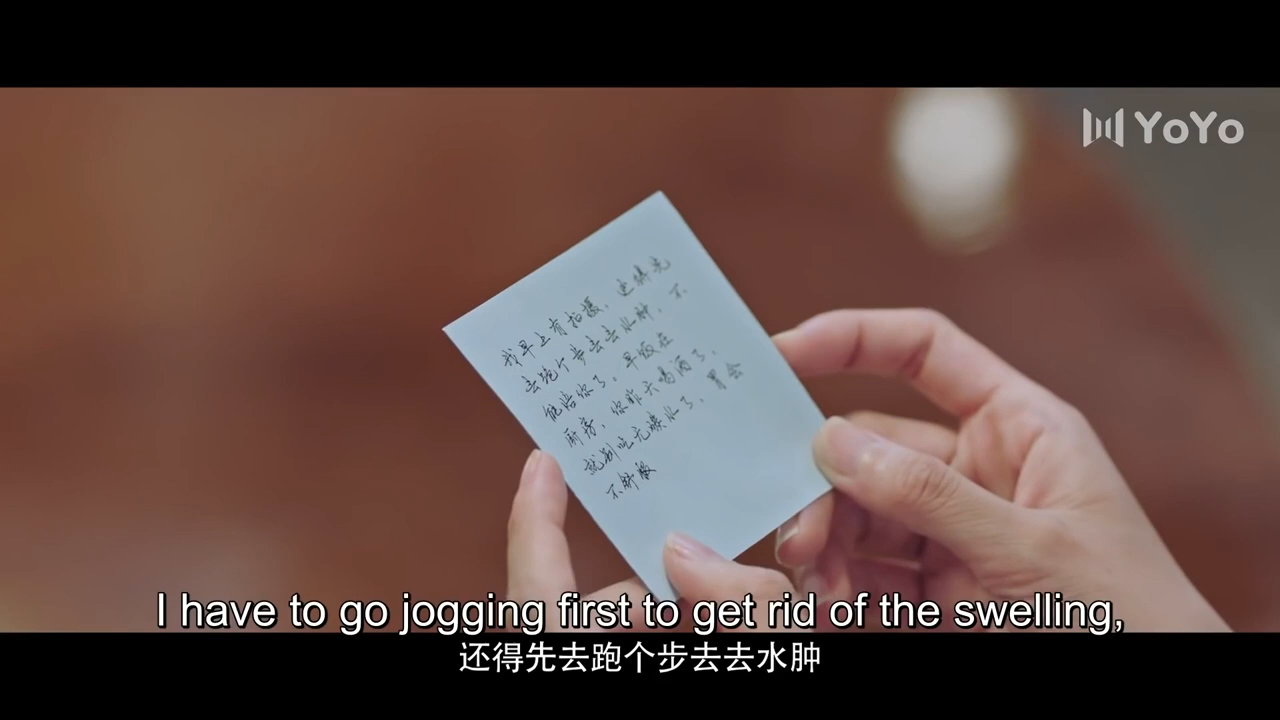 YoYo
我早上有拍摄，还得先
去跑个步去去水肿，不
能陪你了，早饭在
厨房，你昨天喝酒了，
就别吃 水了，胃会
不舒服
I have to go jogging first to get rid of the swelling,
还得先去跑个步去去水肿